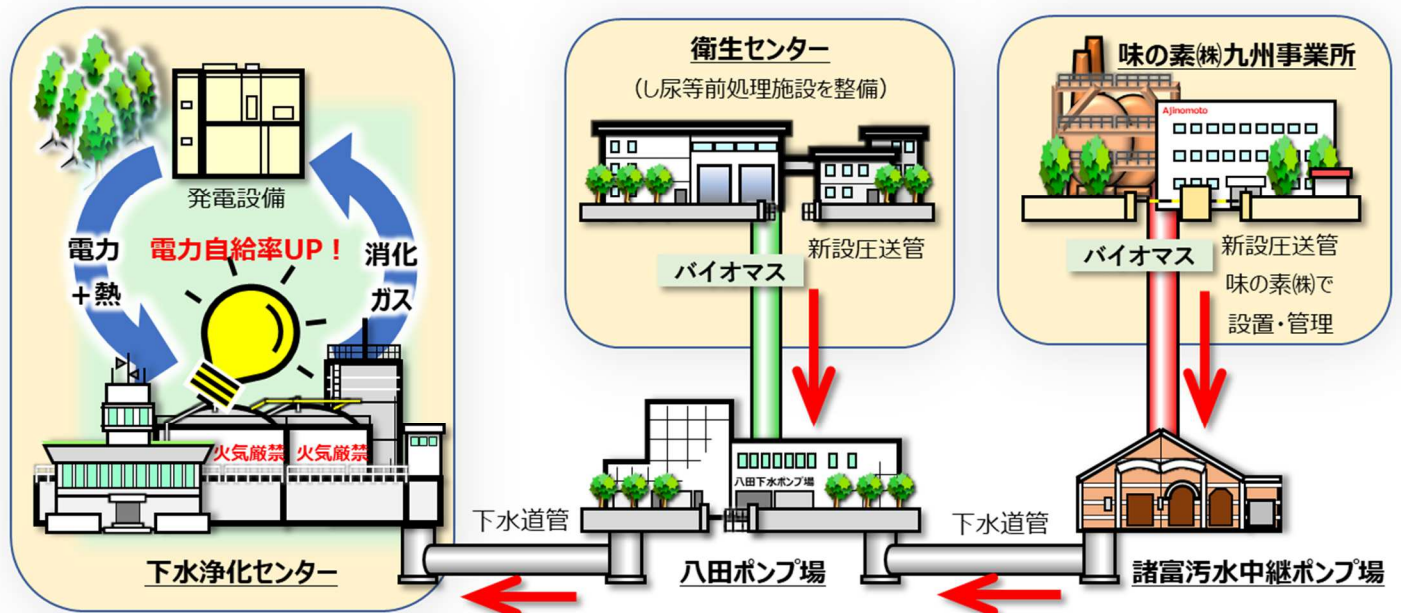 発電設備
電力
+熱
電力自給率UP！
消化
ガス
火気厳禁
火気厳禁
下水浄化センター
衛生センター
（し尿等前処理施設を整備）
新設圧送管
バイオマス
八田下水ポンプ場
下水道管
八田ポンプ場
味の素㈱九州事業所
Ajinomoto
バイオマス
新設圧送管
味の素㈱で
設置・管理
下水道管
諸富汚水中継ポンプ場